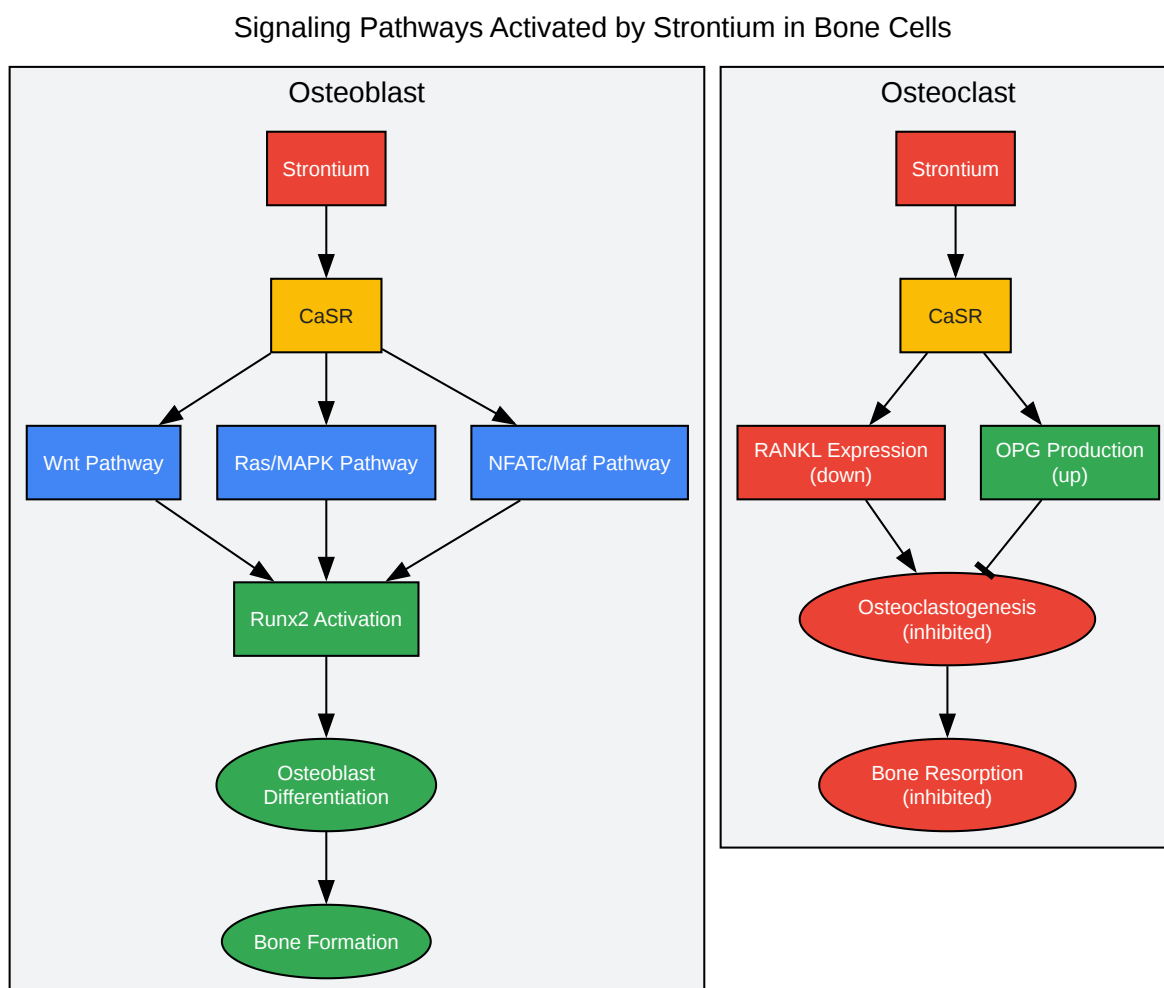 Signaling Pathways Activated by Strontium in Bone Cells
Osteoblast
Strontium
CaSR
Wnt Pathway
Ras/MAPK Pathway
NFATc/Maf Pathway
Runx2 Activation
Osteoblast
Differentiation
Bone Formation
Osteoclast
Strontium
CaSR
RANKL Expression
(down)
OPG Production
(up)
Osteoclastogenesis
(inhibited)
Bone Resorption
(inhibited)